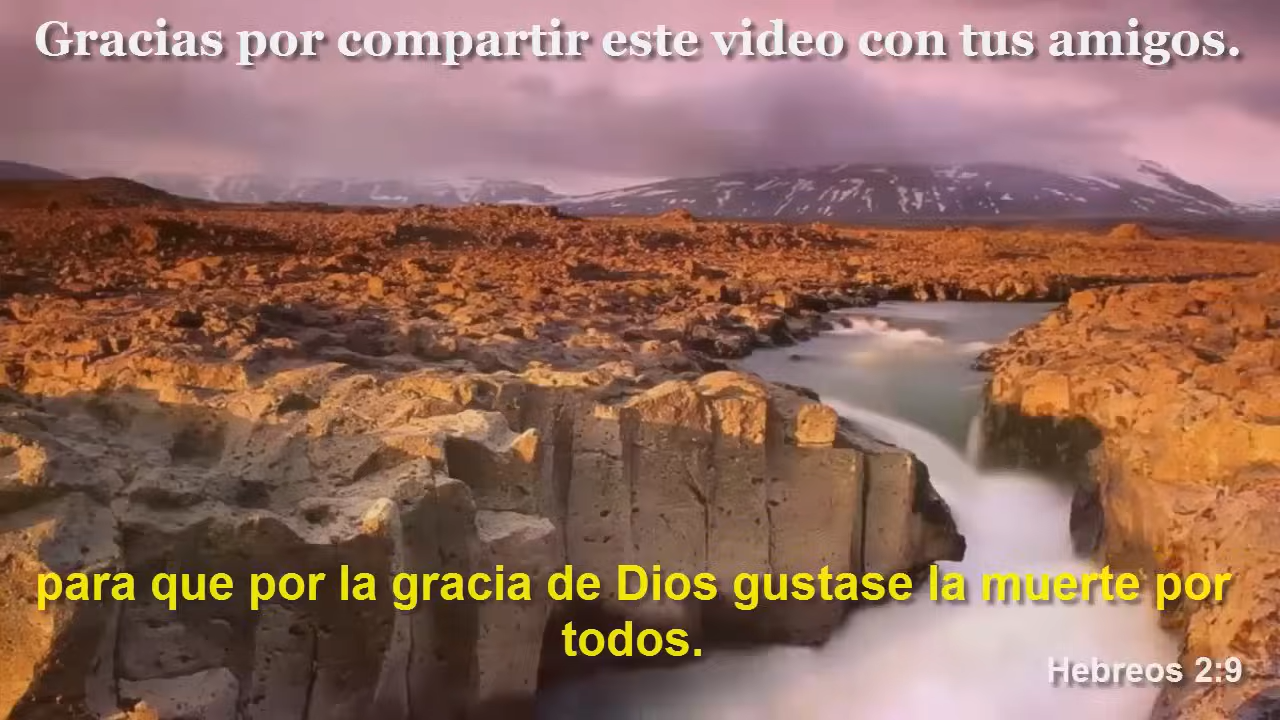 Gracias por compartir este video con tus amigos.
para que por la gracia de Dios gustase la muerte por
todos.
Hebreos 2:9